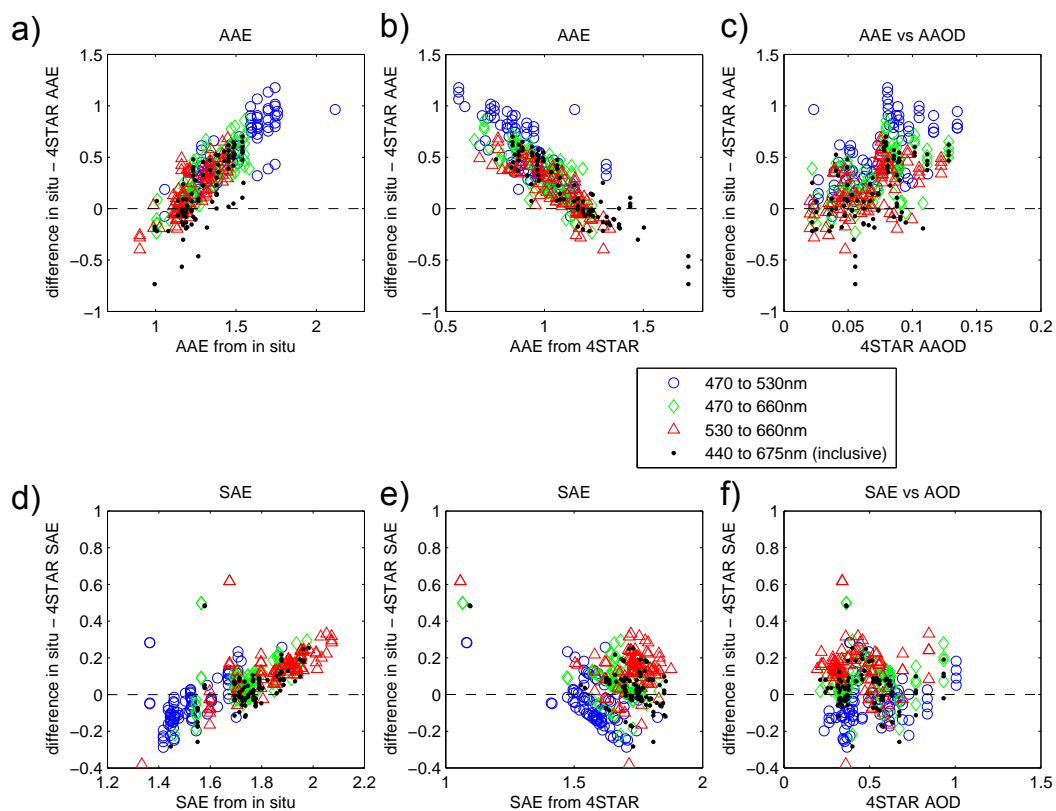 a)
AAE
1.5
1
0.5
0
−0.5
−1
1
1.5
2
difference in situ − 4STAR AAE
AAE from in situ
b)
AAE
1.5
1
0.5
0
−0.5
−1
0.5
1
1.5
2
difference in situ − 4STAR AAE
AAE from 4STAR
c)
AAE vs AAOD
1.5
1
0.5
0
−0.5
−1
0
0.05
0.1
0.15
0.2
difference in situ − 4STAR AAE
4STAR AAOD
470 to 530nm
470 to 660nm
530 to 660nm
440 to 675nm (inclusive)
d)
SAE
1
0.8
0.6
0.4
0.2
0
−0.2
−0.4
1.2
1.4
1.6
1.8
2
2.2
difference in situ − 4STAR SAE
SAE from in situ
e)
SAE
1
0.8
0.6
0.4
0.2
0
−0.2
−0.4
1
1.5
2
difference in situ − 4STAR SAE
SAE from 4STAR
f)
SAE vs AOD
1
0.8
0.6
0.4
0.2
0
−0.2
−0.4
0
0.5
1
1.5
difference in situ − 4STAR SAE
4STAR AOD